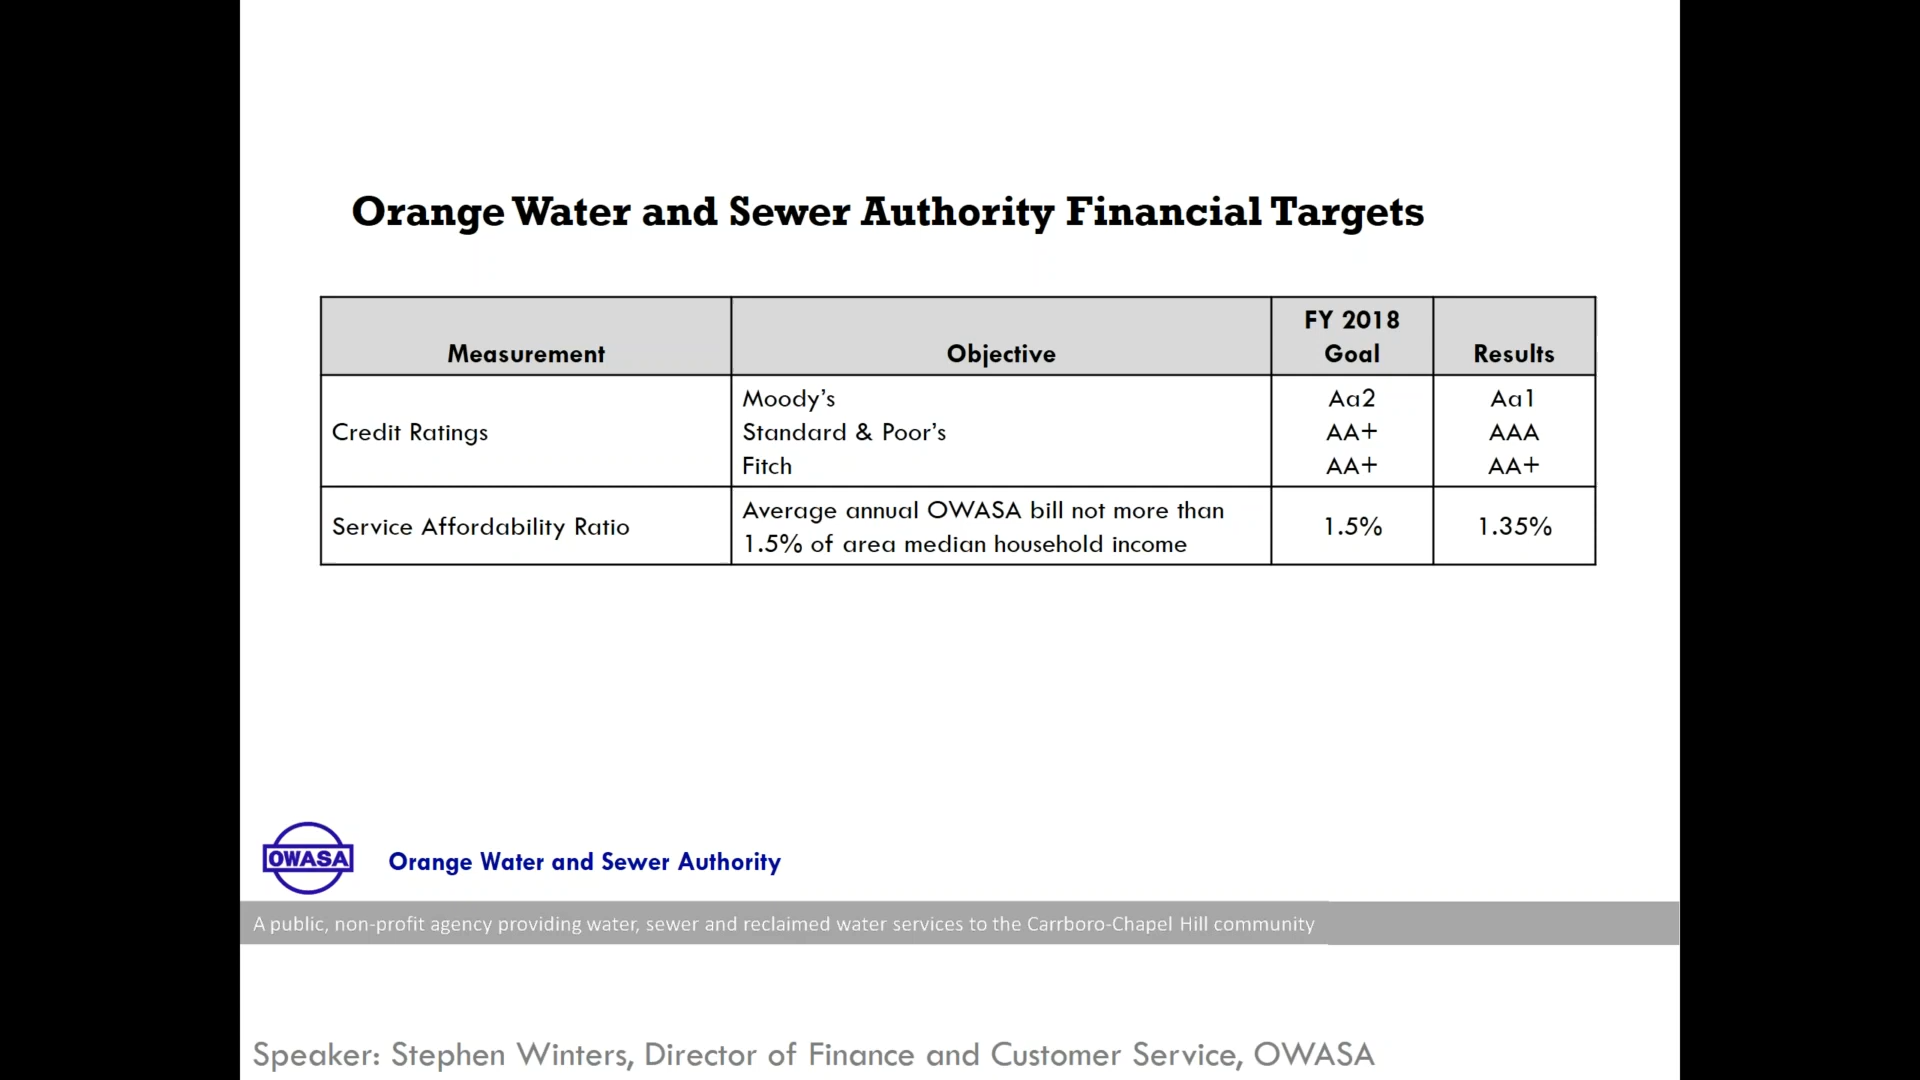 Orange Water and Sewer Authority Financial Targets
Measurement
Objective
FY 2018
Goal
Results
Credit Ratings
Moody's
Standard & Poor's
Fitch
Aa2
AA+
AA+
Aa1
AAA
AA+
Service Affordability Ratio
Average annual OWASA bill not more than
1.5% of area median household income
1.5%
1.35%
OWASA
Orange Water and Sewer Authority
A public, non-profit agency providing water, sewer and reclaimed water services to the Carrboro-Chapel Hill community
Speaker: Stephen Winters, Director of Finance and Customer Service, OWASA